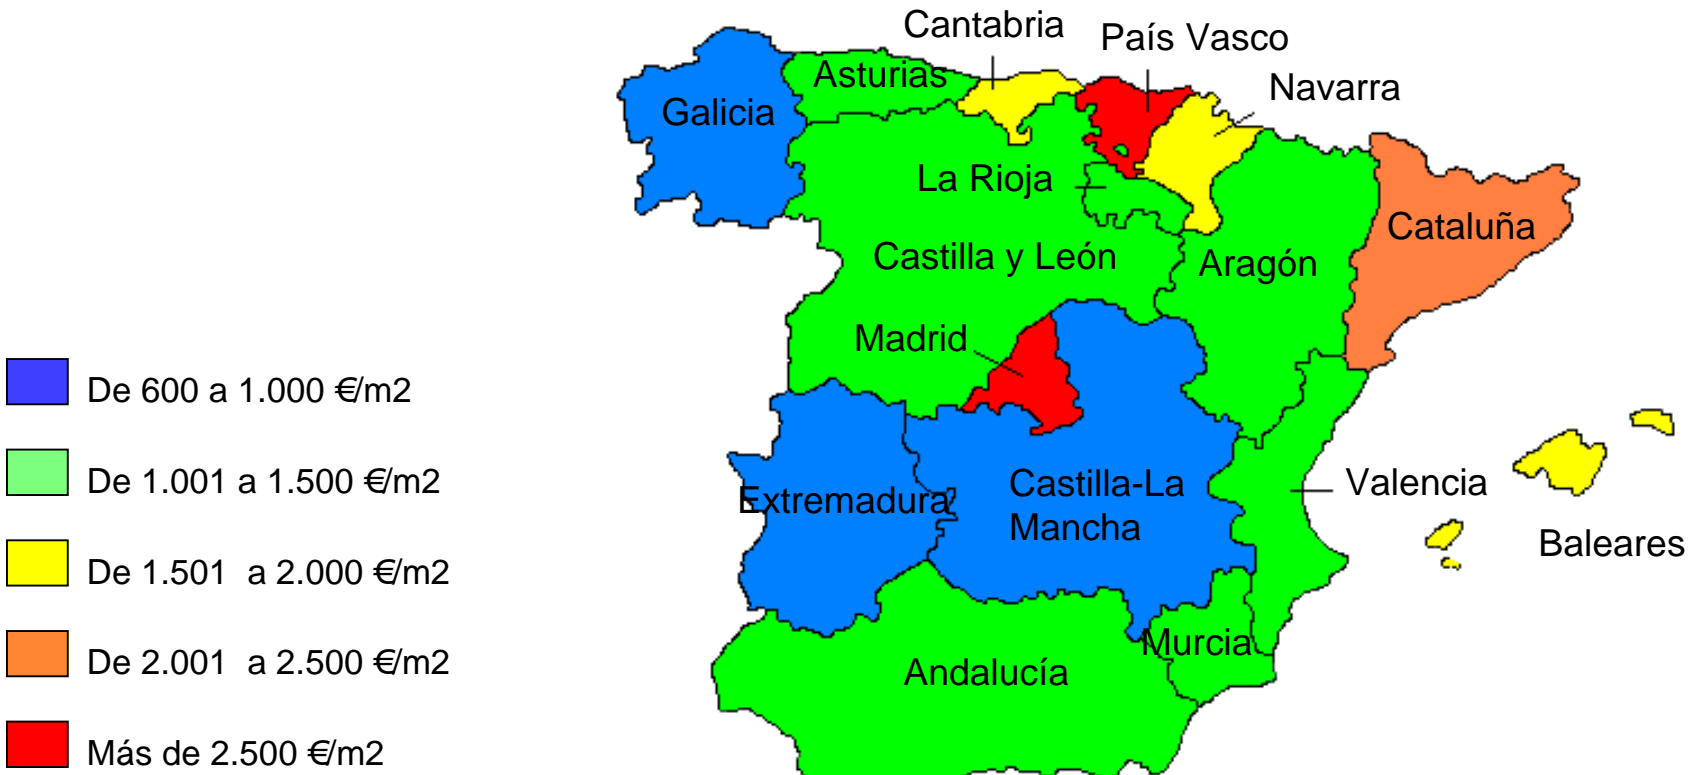 Cantabria
País Vasco
Asturias
Navarra
Galicia
La Rioja
Cataluña
Castilla y León
Aragón
Madrid
De 600 a 1.000 €/m2
De 1.001 a 1.500 €/m2
Extremadura
Castilla-La
Mancha
Valencia
Baleares
De 1.501  a 2.000 €/m2
De 2.001  a 2.500 €/m2
Murcia
Andalucía
Más de 2.500 €/m2